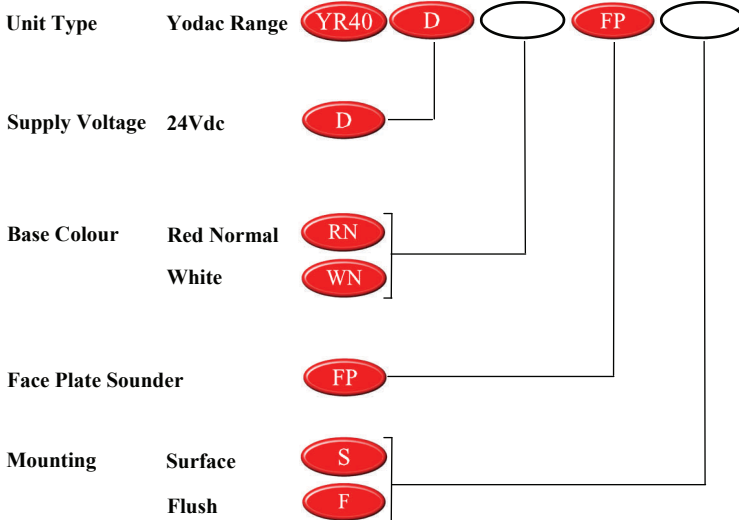 Unit Type Yodac Range YR40 D FP
Supply Voltage 24Vdc D
Base Colour Red Normal RN
White WN
Face Plate Sounder FP
Mounting Surface S
Flush F